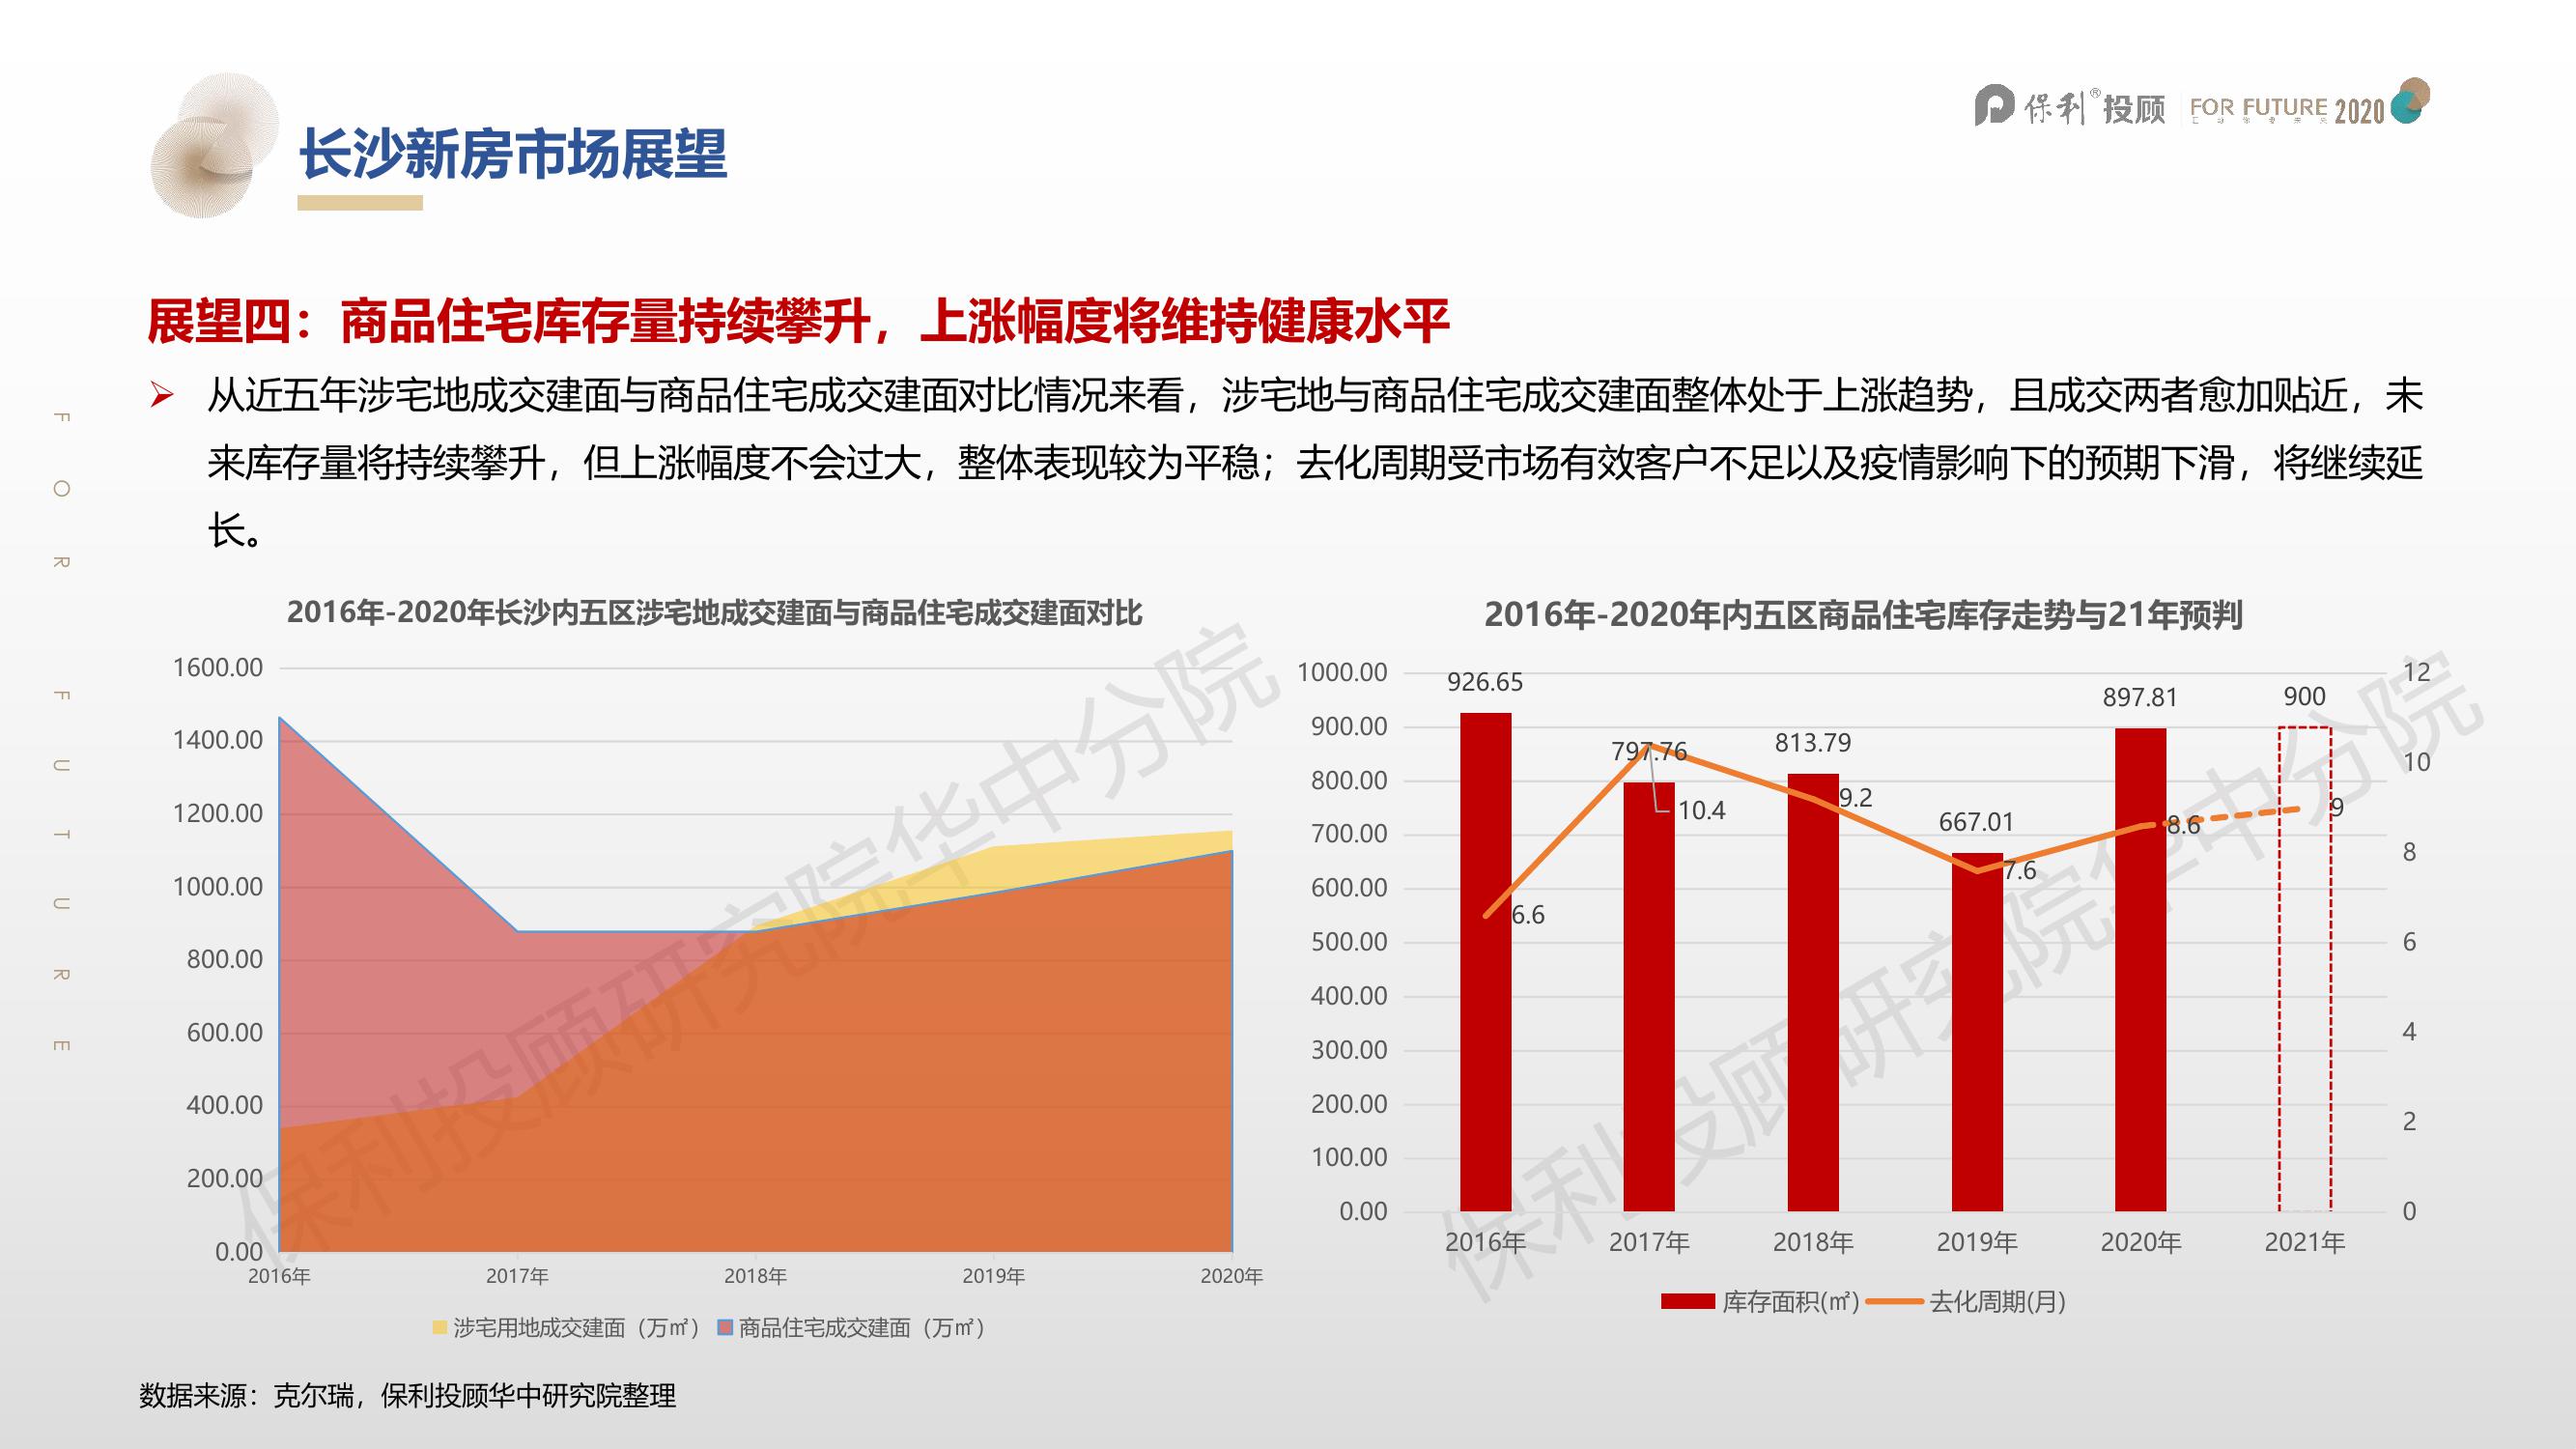 长沙新房市场展望
保利®投顾 FOR FUTURE 2020
展望四：商品住宅库存量持续攀升，上涨幅度将维持健康水平
从近五年涉宅地成交建面与商品住宅成交建面对比情况来看，涉宅地与商品住宅成交建面整体处于上涨趋势，且成交两者愈加贴近，未
来库存量将持续攀升，但上涨幅度不会过大，整体表现较为平稳；去化周期受市场有效客户不足以及疫情影响下的预期下滑，将继续延
长。
FOR FUTURE
2016年-2020年长沙内五区涉宅地成交建面与商品住宅成交建面对比
1600.00
1400.00
1200.00
1000.00
800.00
600.00
400.00
200.00
0.00
2016年 2017年 2018年 2019年 2020年
涉宅用地成交建面（万㎡） 商品住宅成交建面（万㎡）
保利投顾研究院华中分院
2016年-2020年内五区商品住宅库存走势与21年预判
1000.00
900.00
800.00
700.00
600.00
500.00
400.00
300.00
200.00
100.00
0.00
926.65 797.76 813.79 667.01 897.81 900
6.6 10.4 9.2 7.6 8.6 9
12
10
8
6
4
2
0
2016年 2017年 2018年 2019年 2020年 2021年
库存面积(㎡) 去化周期(月)
保利投顾研究院华中分院
数据来源：克尔瑞，保利投顾华中研究院整理